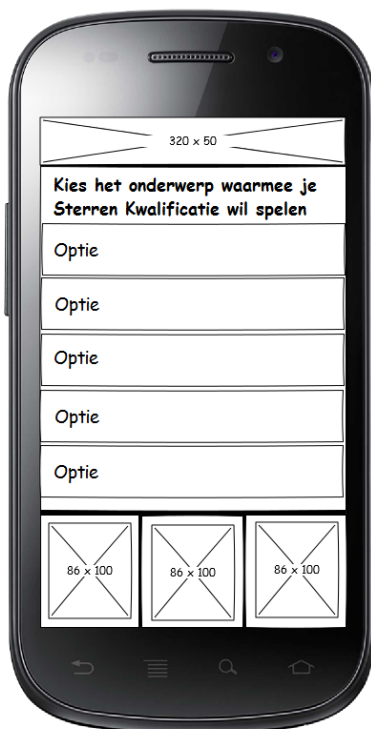 320 x 50
Kies het onderwerp waarmee je
Sterren Kwalificatie wil spelen
Optie
Optie
Optie
Optie
Optie
86 x 100
86 x 100
86 x 100